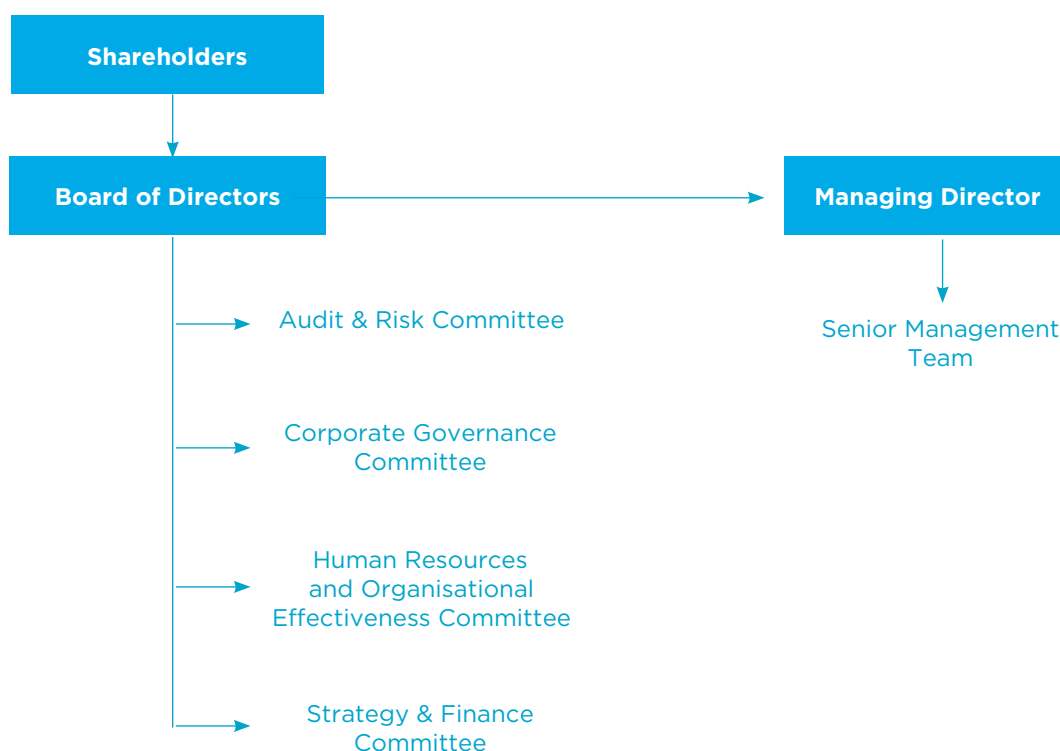 Shareholders
Board of Directors
Managing Director
Audit & Risk Committee
Senior Management
Team
Corporate Governance
Committee
Human Resources
and Organisational
Effectiveness Committee
Strategy & Finance
Committee